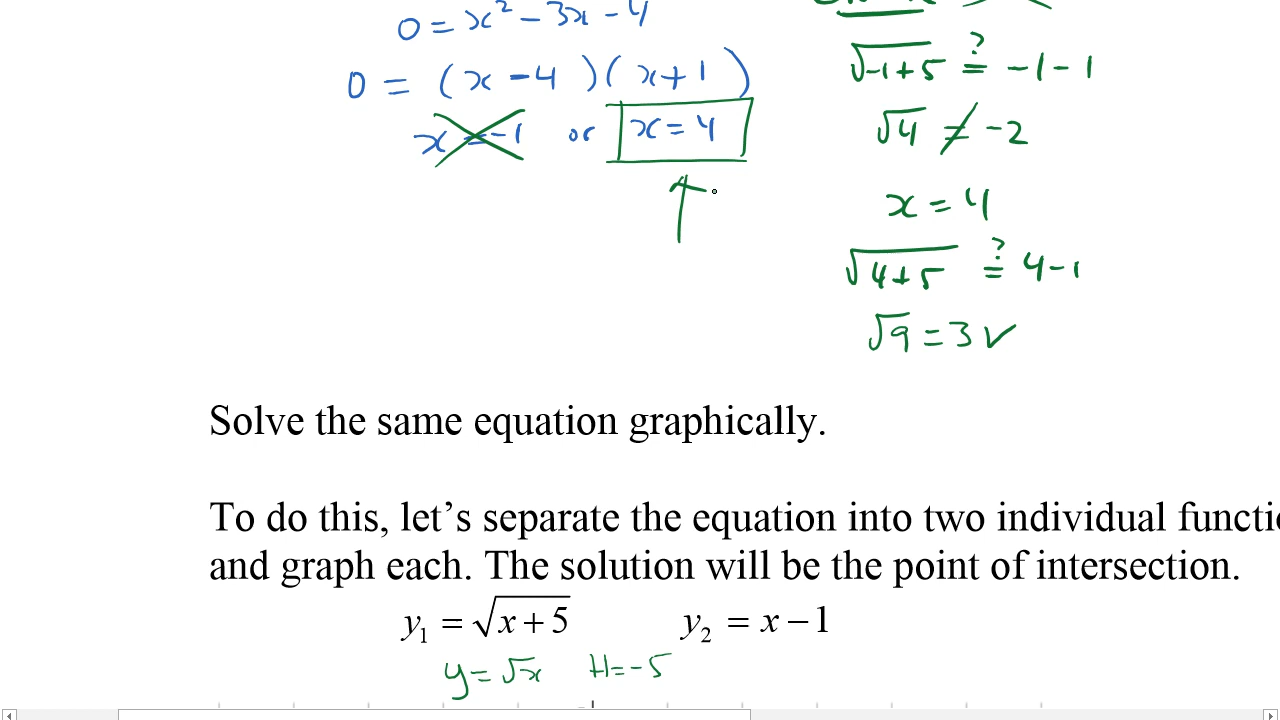 0 = x² - 3x - 4
0 = (x - 4)(x + 1)
x = -1 or x = 4
√-1+5 ≟ -1-1
√4 ≠ -2
x = 4
√4+5 ≟ 4-1
√9 = 3 ✓
Solve the same equation graphically.
To do this, let’s separate the equation into two individual functi
and graph each. The solution will be the point of intersection.
y₁ = √x+5 y₂ = x-1
y = √x H=-5